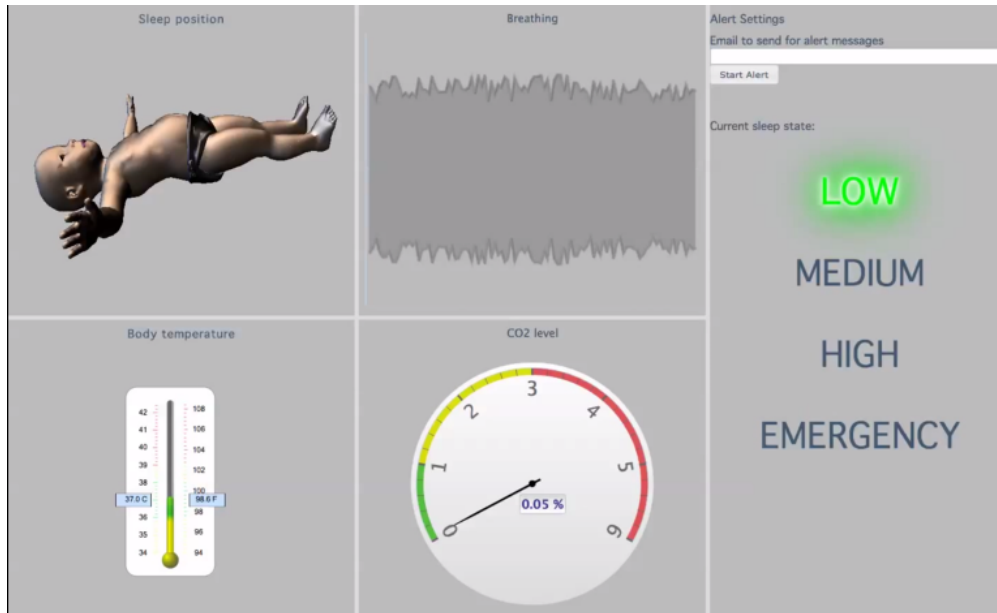 Sleep position
Breathing
Alert Settings
Email to send for alert messages
Start Alert
Current sleep state:
LOW
MEDIUM
HIGH
EMERGENCY
Body temperature
42
41
40
39
38
37.0 C
36
35
34
108
106
104
102
100
98.6 F
98
96
94
CO2 level
0
1
2
3
4
5
6
0.05 %